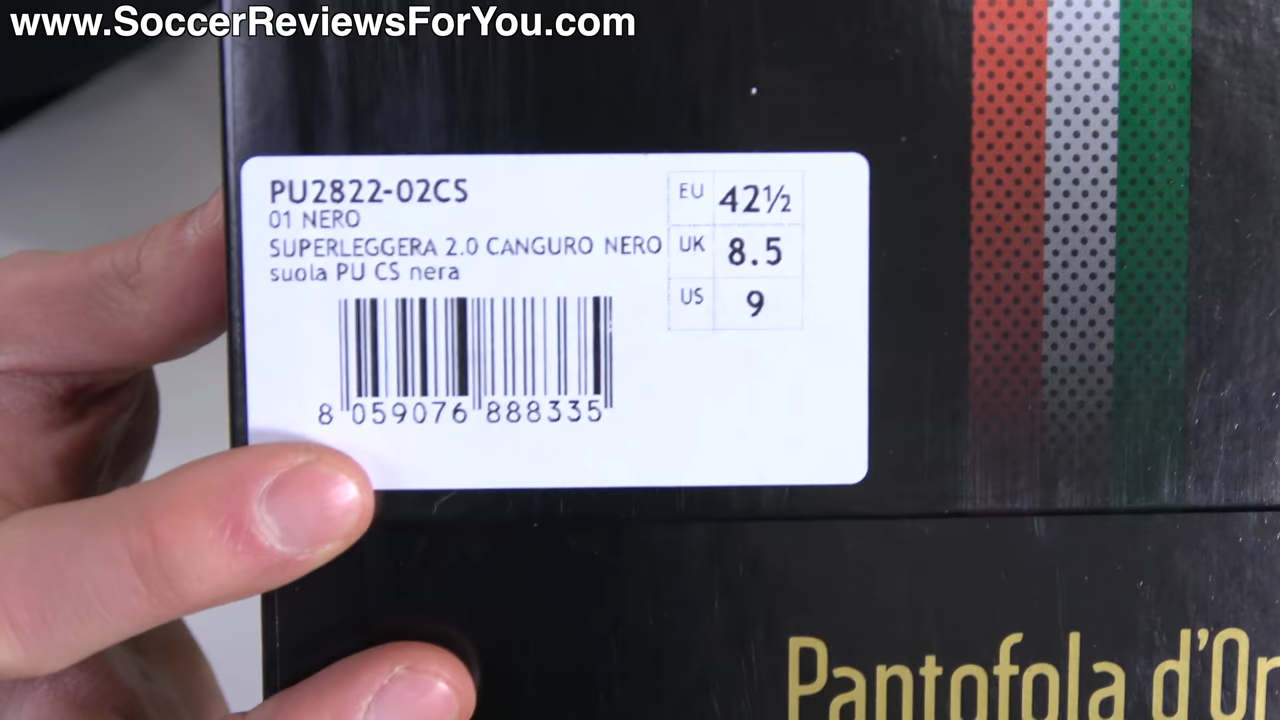 www.SoccerReviewsForYou.com
PU2822-02CS
01 NERO
SUPERLEGGERA 2.0 CANGURO NERO
suola PU CS nera
EU 42½
UK 8.5
US 9
8 059076 888335
Pantofola d'Or